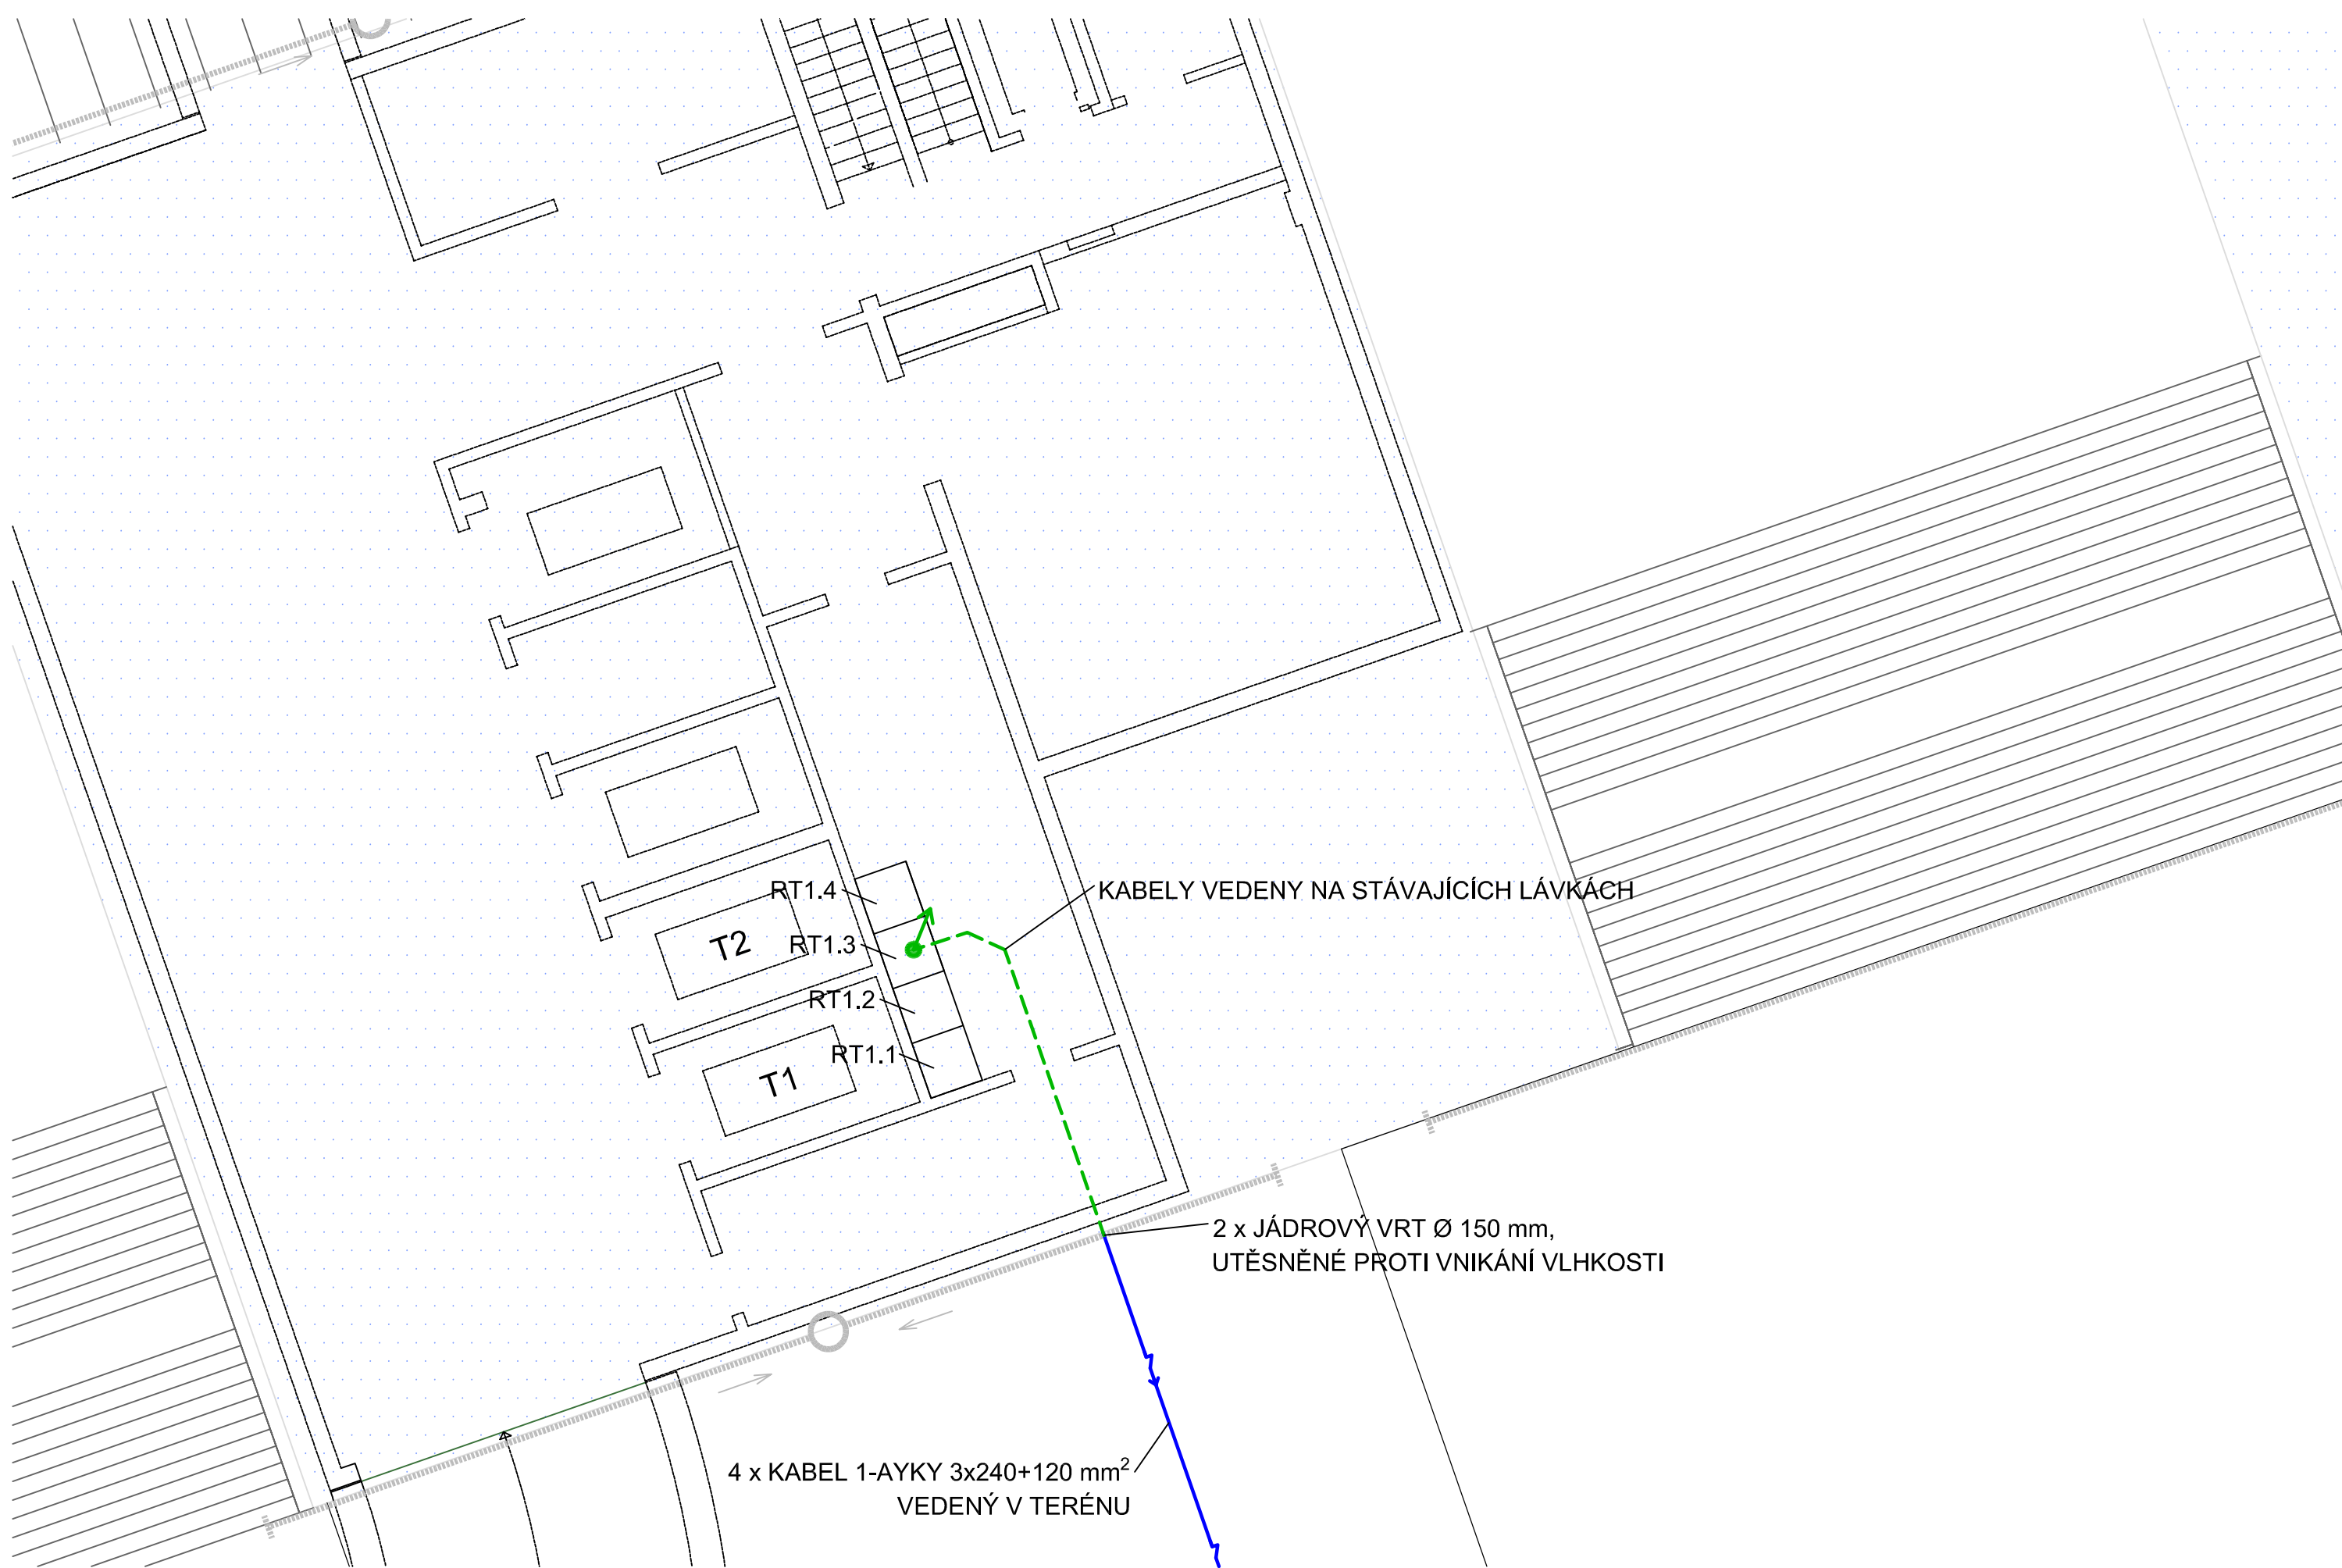 RT1.4
KABELY VEDENY NA STÁVAJÍCÍCH LÁVKÁCH
T2
RT1.3
RT1.2
RT1.1
T1
2 x JÁDROVÝ VRT Ø 150 mm,
UTĚSNĚNÉ PROTI VNIKÁNÍ VLHKOSTI
4 x KABEL 1-AYKY 3x240+120 mm²
VEDENÝ V TERÉNU